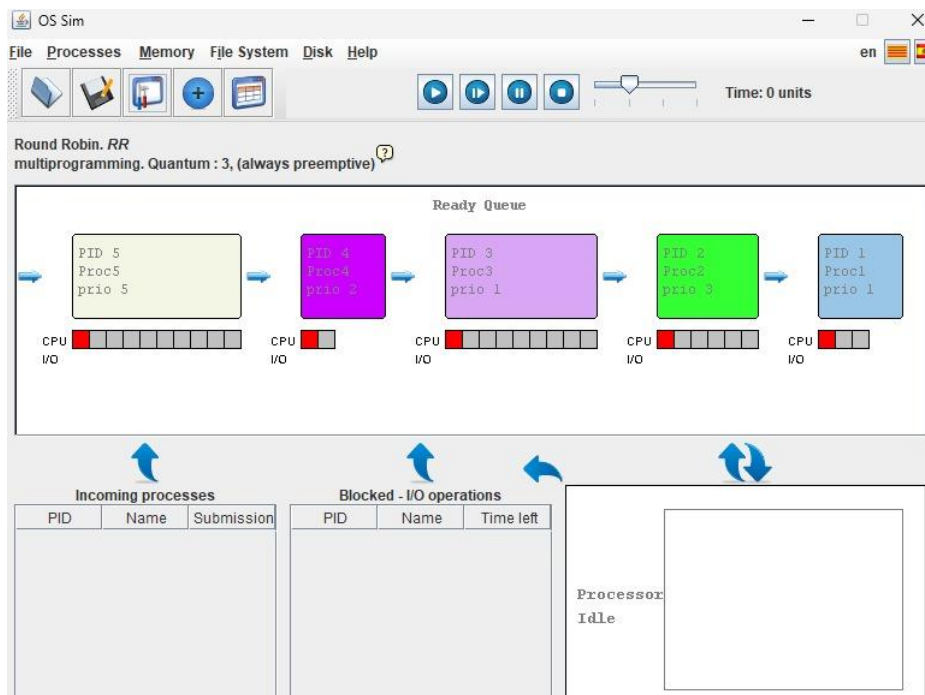 OS Sim
File Processes Memory File System Disk Help en
Time: 0 units
Round Robin. RR
multiprogramming. Quantum : 3, (always preemptive) ?
Ready Queue
PID 5 PID 4 PID 3 PID 2 PID 1
Proc5 Proc4 Proc3 Proc2 Proc1
prio 5 prio 2 prio 1 prio 3 prio 1
CPU CPU CPU CPU CPU
I/O I/O I/O I/O I/O
Incoming processes Blocked - I/O operations
PID Name Submission PID Name Time left
Processor
Idle